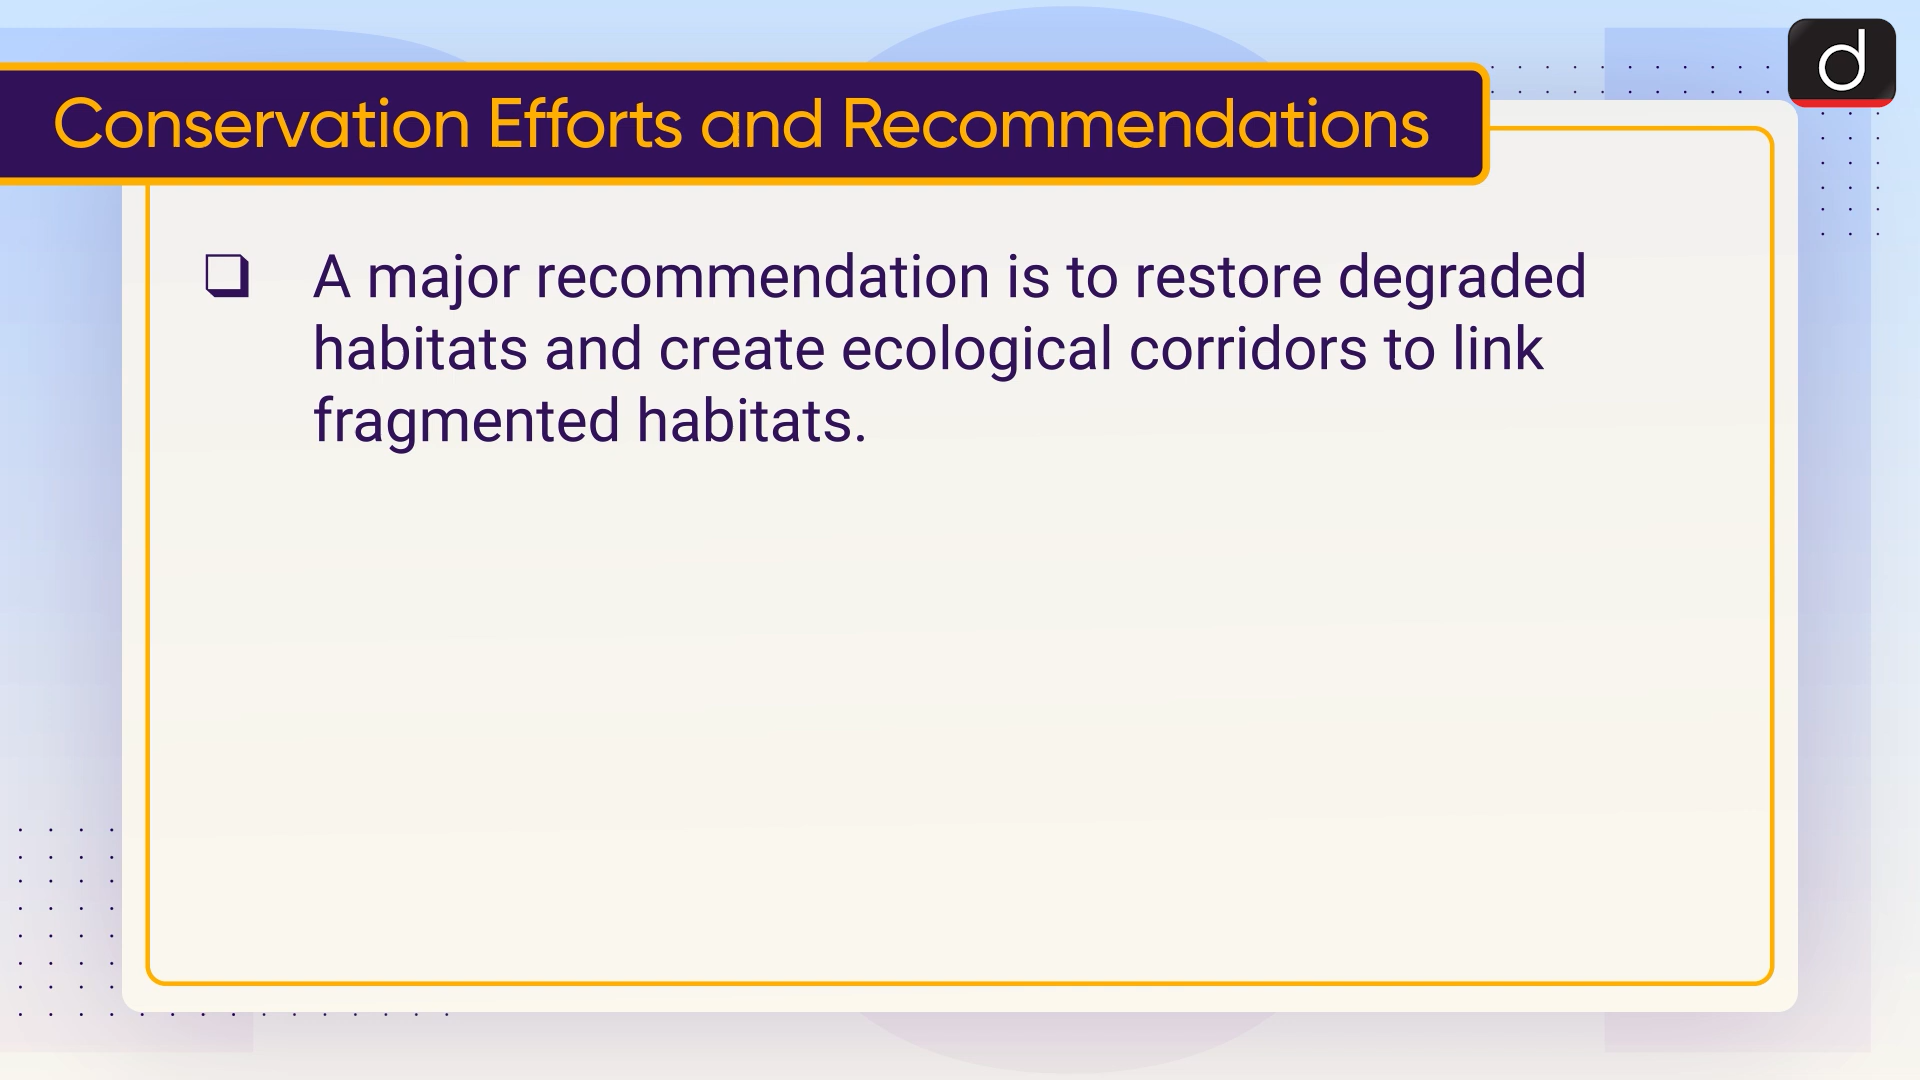 Conservation Efforts and Recommendations
d
❑ A major recommendation is to restore degraded
habitats and create ecological corridors to link
fragmented habitats.